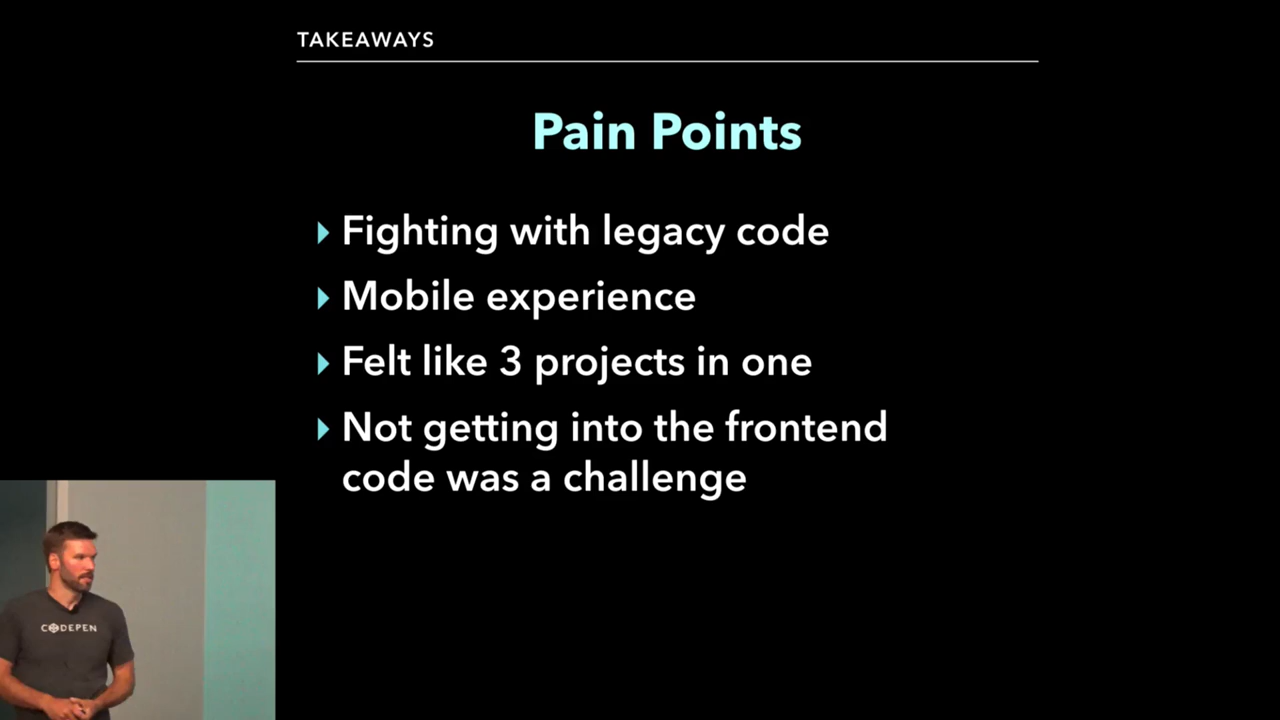 TAKEAWAYS
Pain Points
Fighting with legacy code
Mobile experience
Felt like 3 projects in one
Not getting into the frontend
code was a challenge
CODEPEN